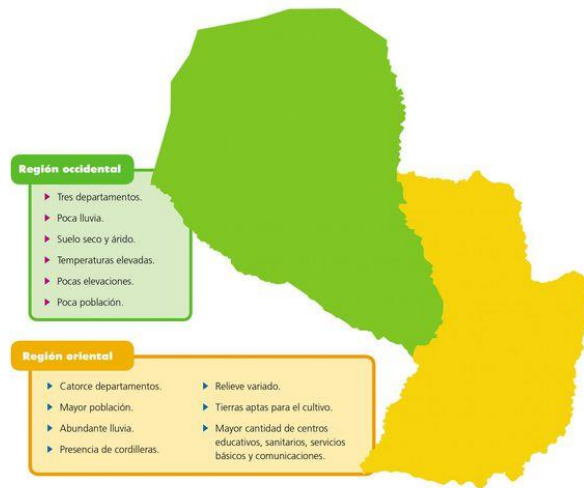 Región occidental
Tres departamentos.
Poca lluvia.
Suelo seco y árido.
Temperaturas elevadas.
Pocas elevaciones.
Poca población.
Región oriental
Catorce departamentos.
Mayor población.
Abundante lluvia.
Presencia de cordilleras.
Relieve variado.
Tierras aptas para el cultivo.
Mayor cantidad de centros
educativos, sanitarios, servicios
básicos y comunicaciones.